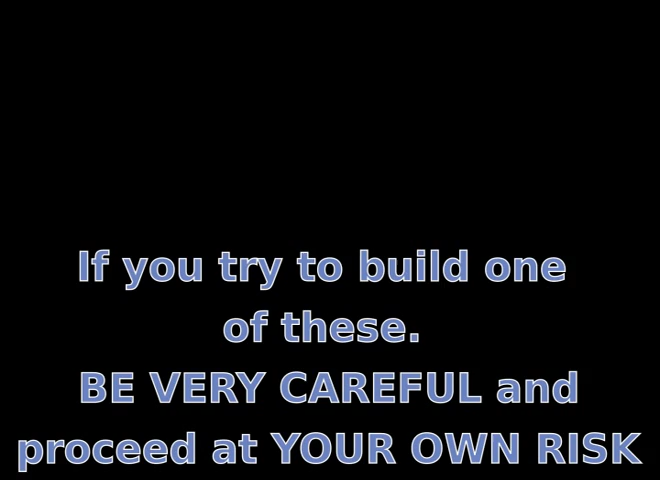 If you try to build one
of these.
BE VERY CAREFUL and
proceed at YOUR OWN RISK